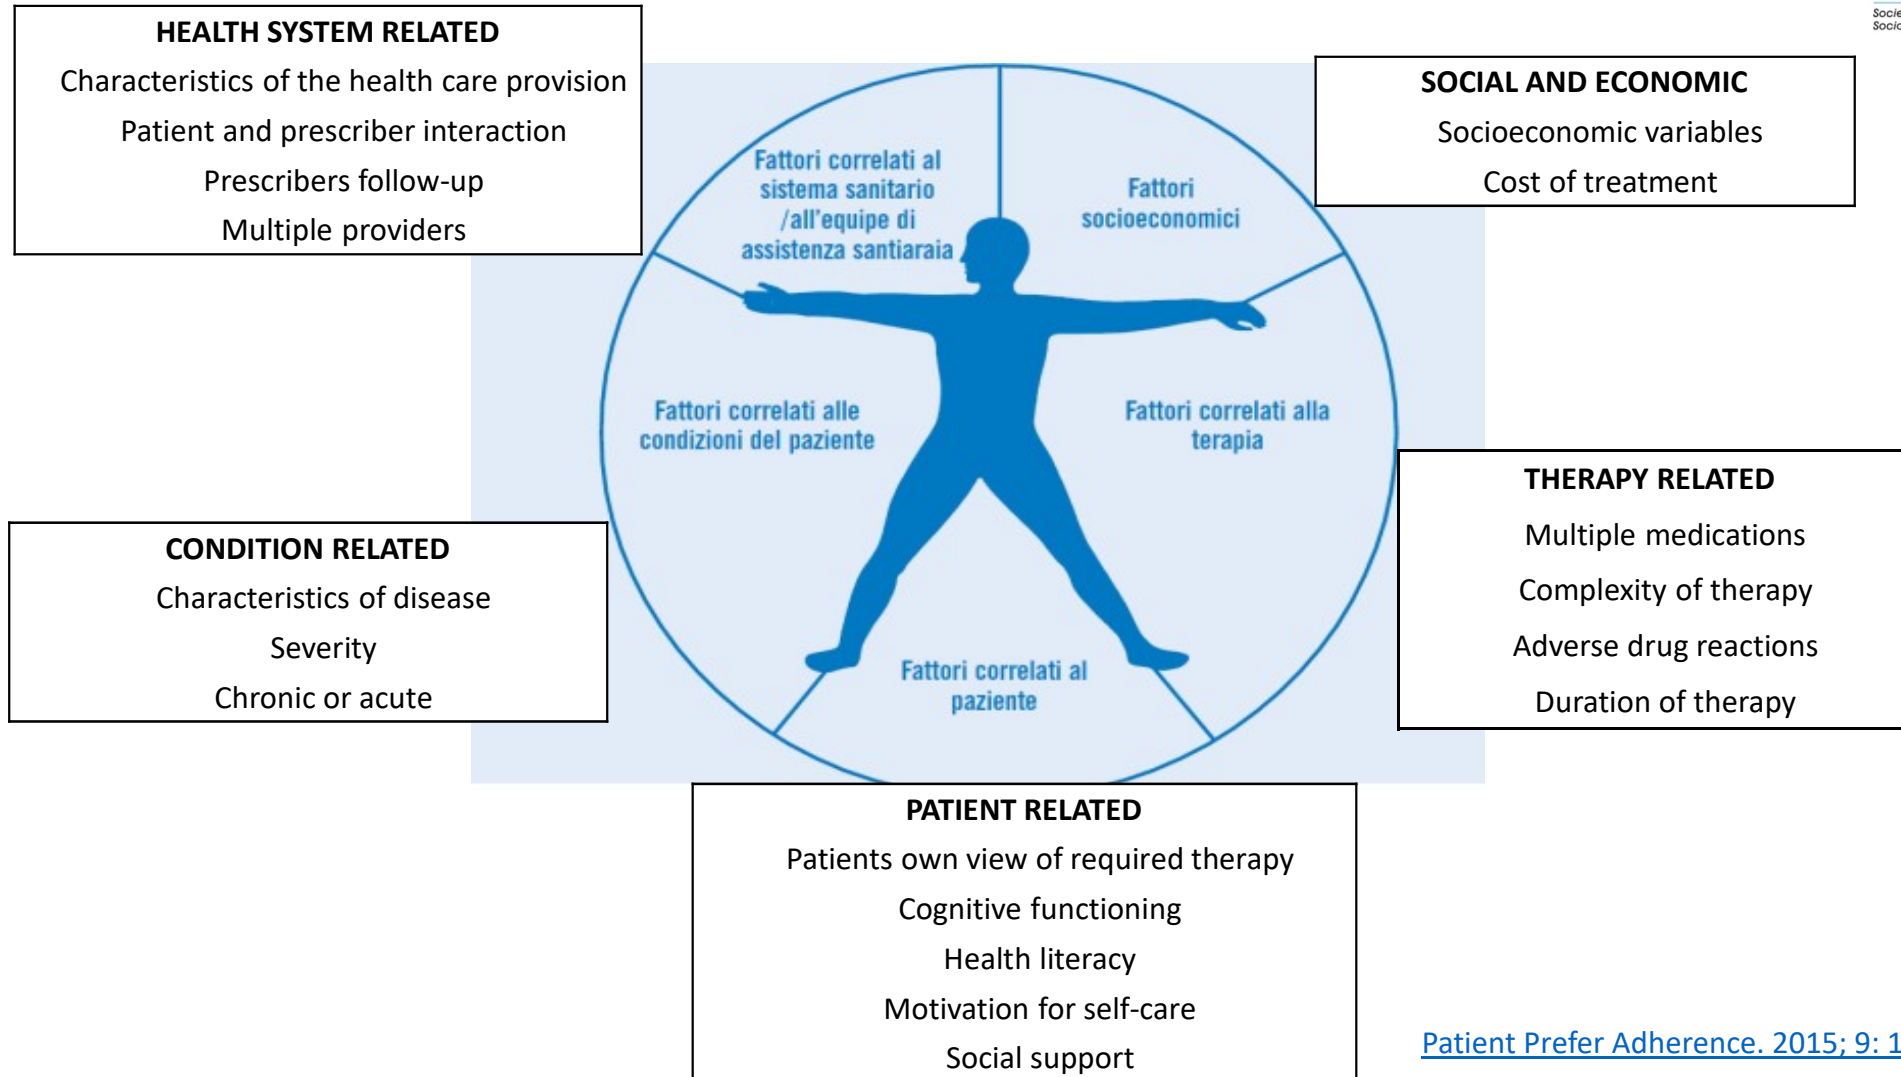 HEALTH SYSTEM RELATED
Characteristics of the health care provision
Patient and prescriber interaction
Prescribers follow-up
Multiple providers
SOCIAL AND ECONOMIC
Socioeconomic variables
Cost of treatment
Fattori correlati al
sistema sanitario
/all'equipe di
assistenza santiaraia
Fattori
socioeconomici
Fattori correlati alle
condizioni del paziente
Fattori correlati alla
terapia
Fattori correlati al
paziente
CONDITION RELATED
Characteristics of disease
Severity
Chronic or acute
THERAPY RELATED
Multiple medications
Complexity of therapy
Adverse drug reactions
Duration of therapy
PATIENT RELATED
Patients own view of required therapy
Cognitive functioning
Health literacy
Motivation for self-care
Social support
Patient Prefer Adherence. 2015; 9: 1